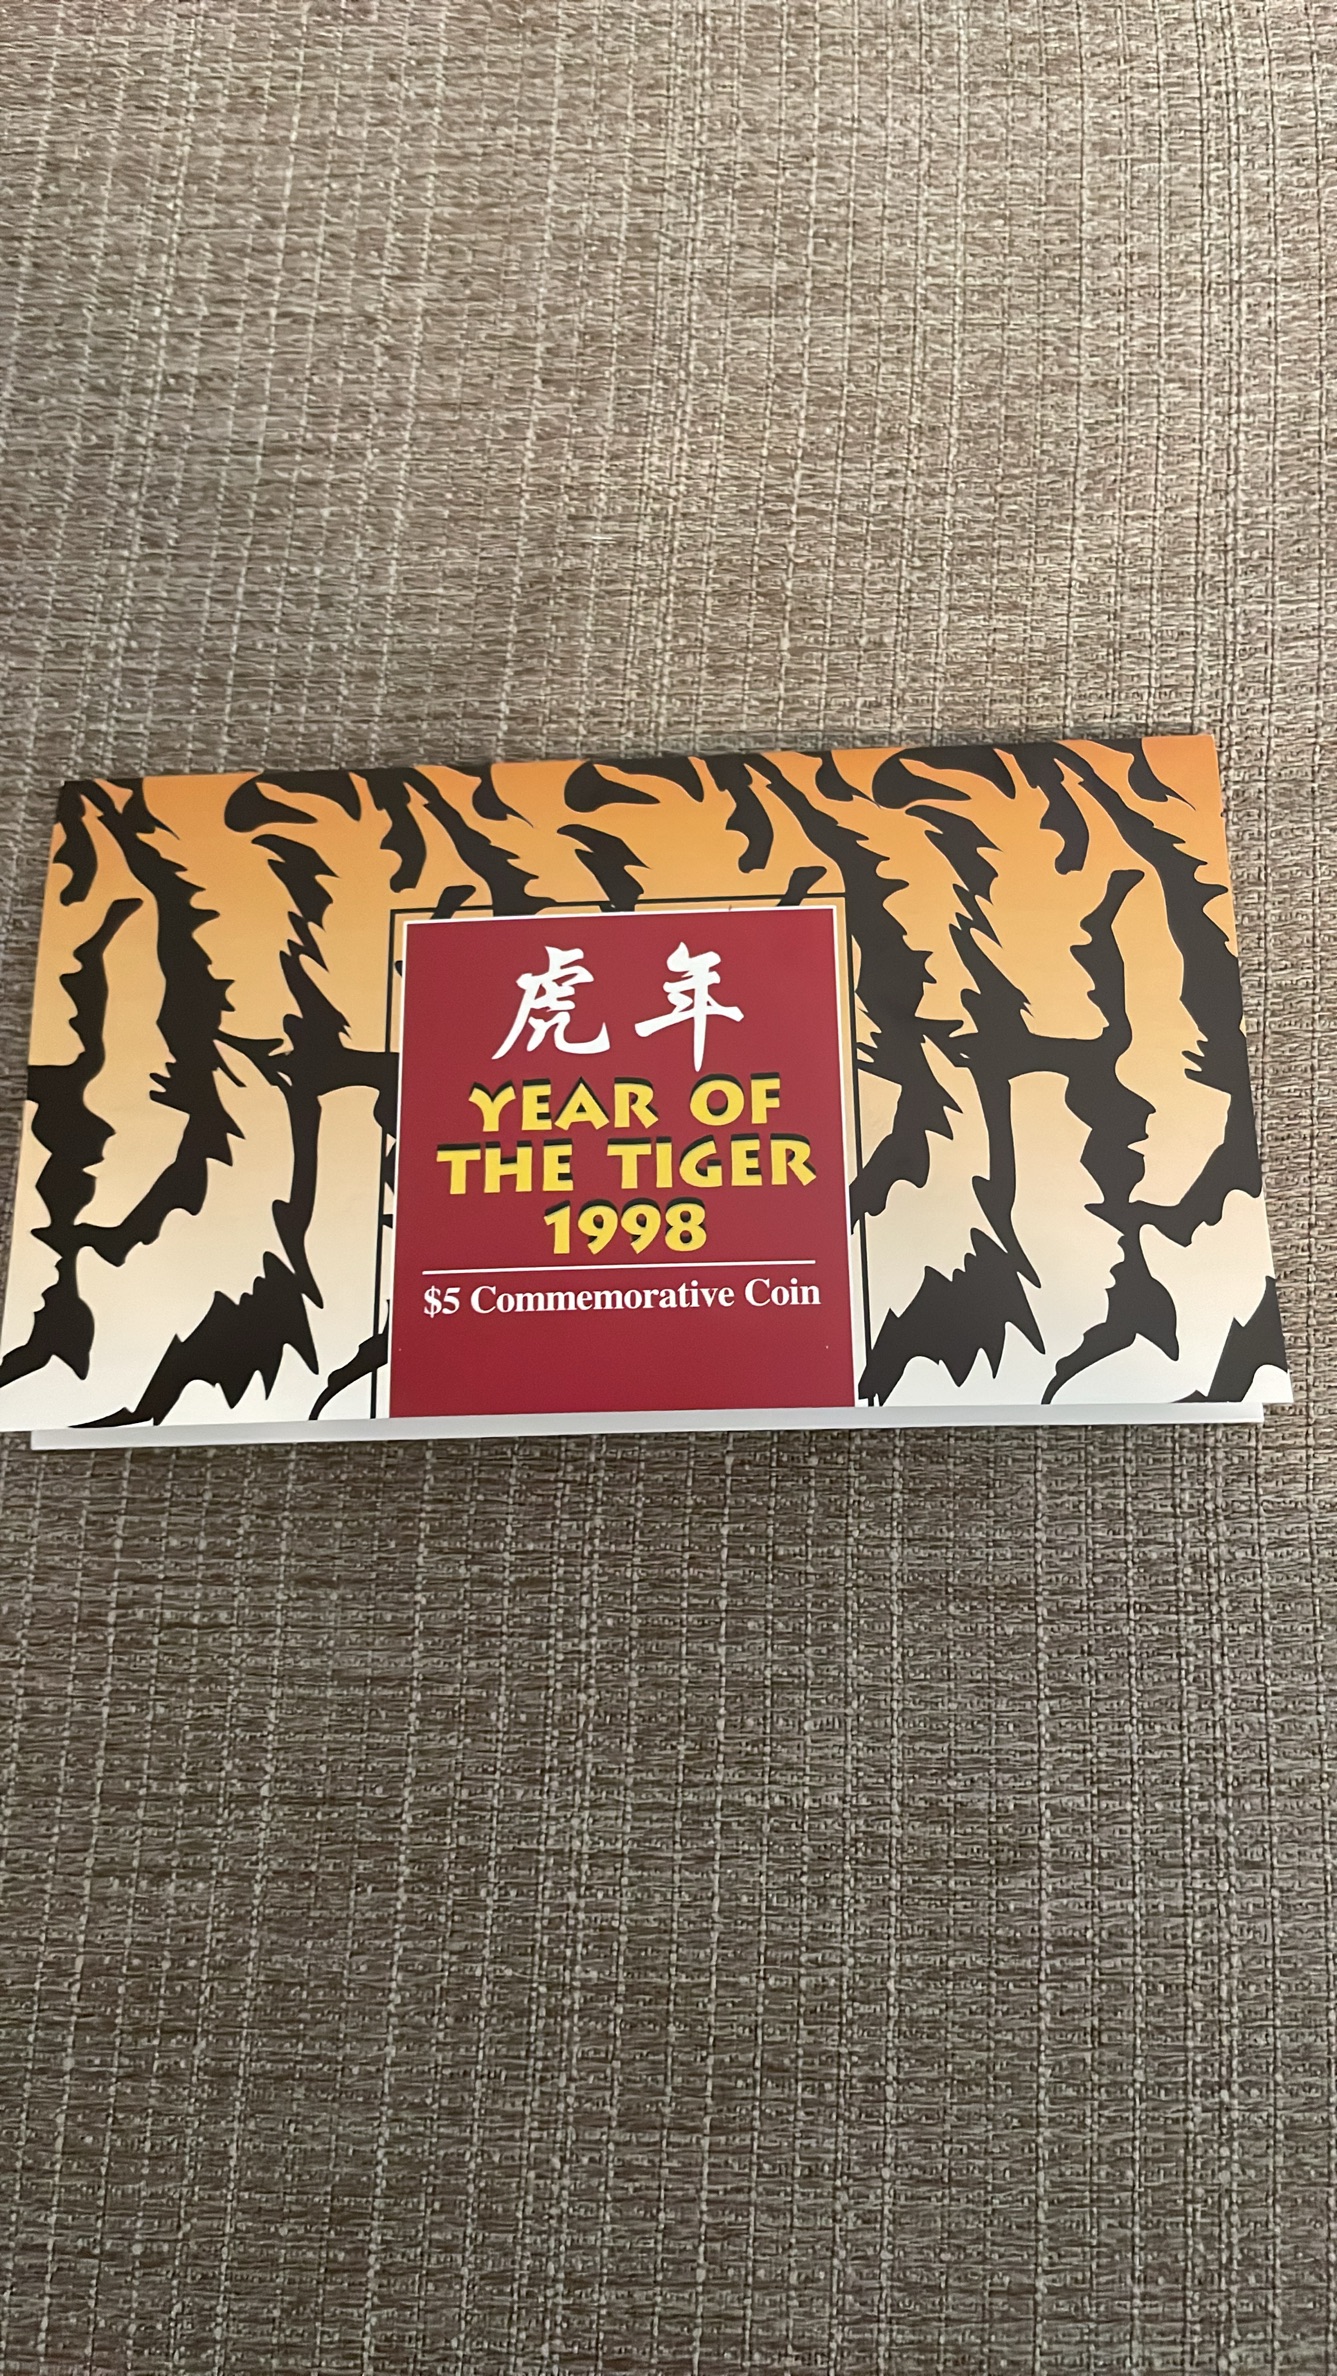 虎年
YEAR OF
THE TIGER
1998
$5 Commemorative Coin